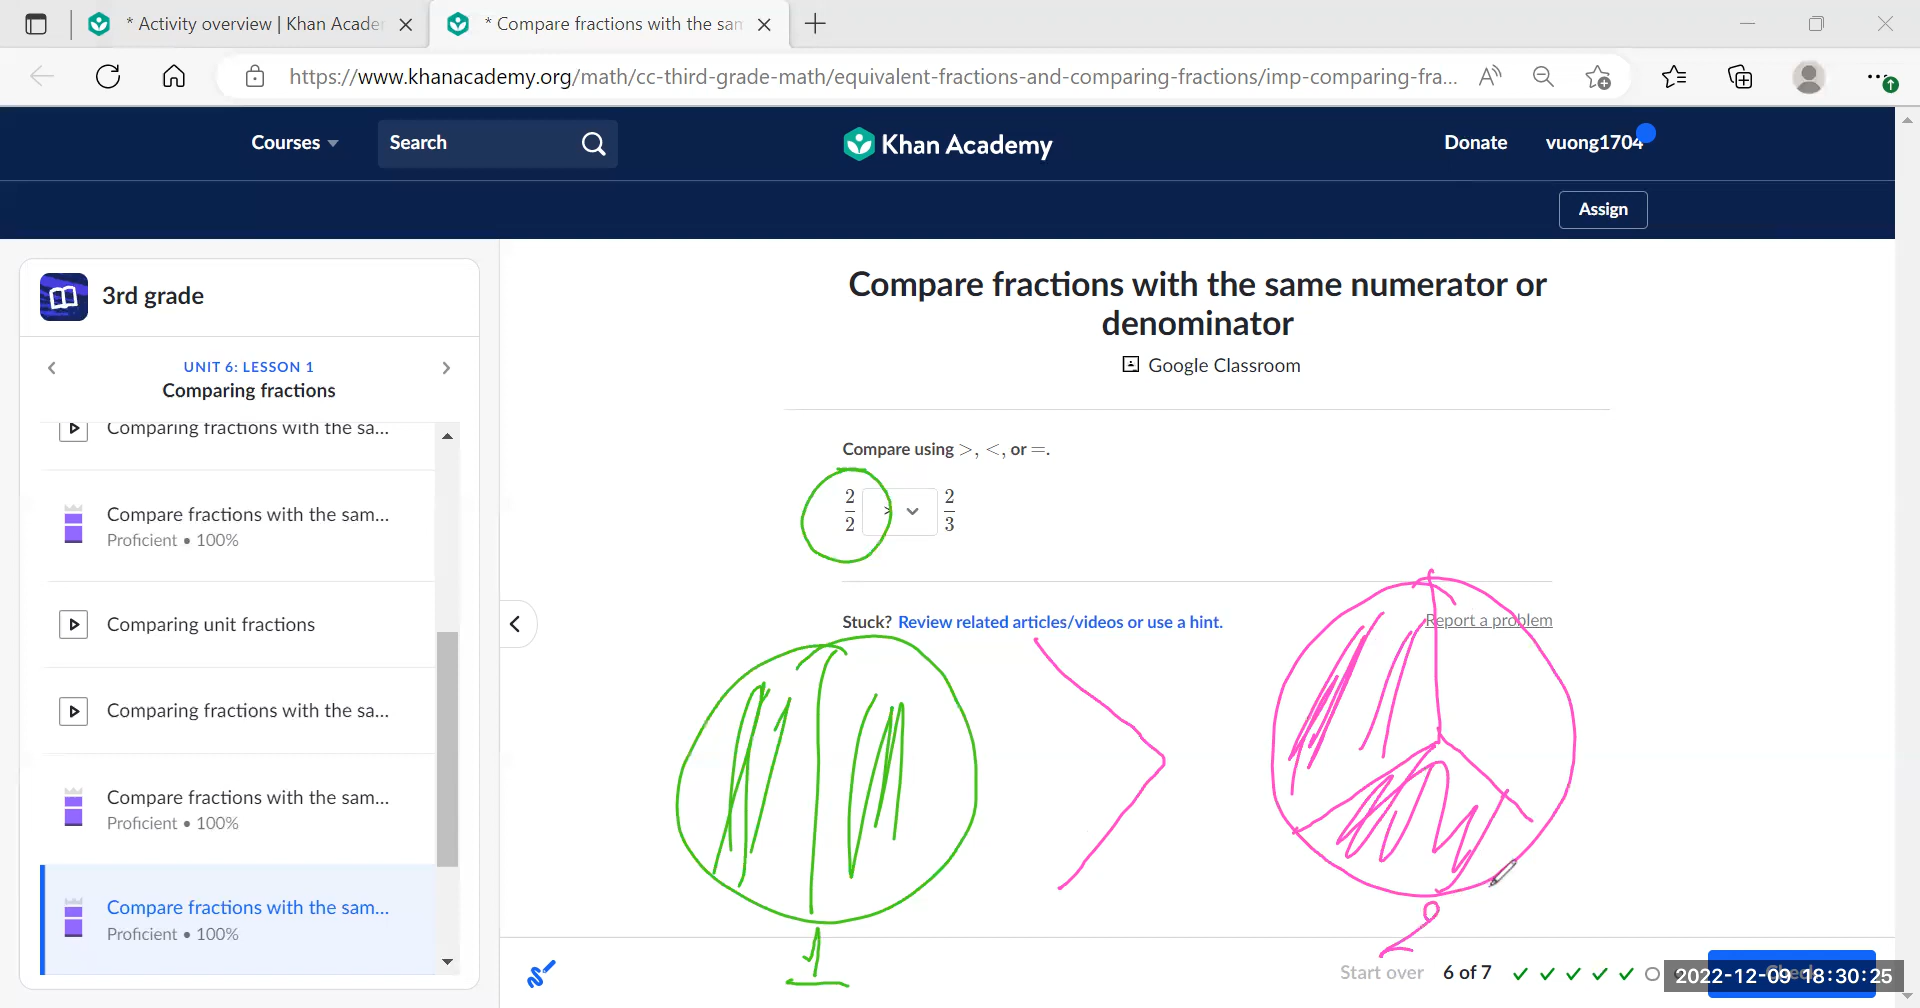 * Activity overview | Khan Acade
* Compare fractions with the sam
https://www.khanacademy.org/math/cc-third-grade-math/equivalent-fractions-and-comparing-fractions/imp-comparing-fra...
Courses
Search
Khan Academy
Donate
vuong1704
Assign
3rd grade
UNIT 6: LESSON 1
Comparing fractions
Comparing fractions with the sa...
Compare fractions with the sam...
Proficient • 100%
Comparing unit fractions
Comparing fractions with the sa...
Compare fractions with the sam...
Proficient • 100%
Compare fractions with the sam...
Proficient • 100%
Compare fractions with the same numerator or
denominator
Google Classroom
Compare using >, <, or =.
2/2 > 2/3
Stuck? Review related articles/videos or use a hint.
Report a problem
1
2
Start over
6 of 7
2022-12-09 18:30:25